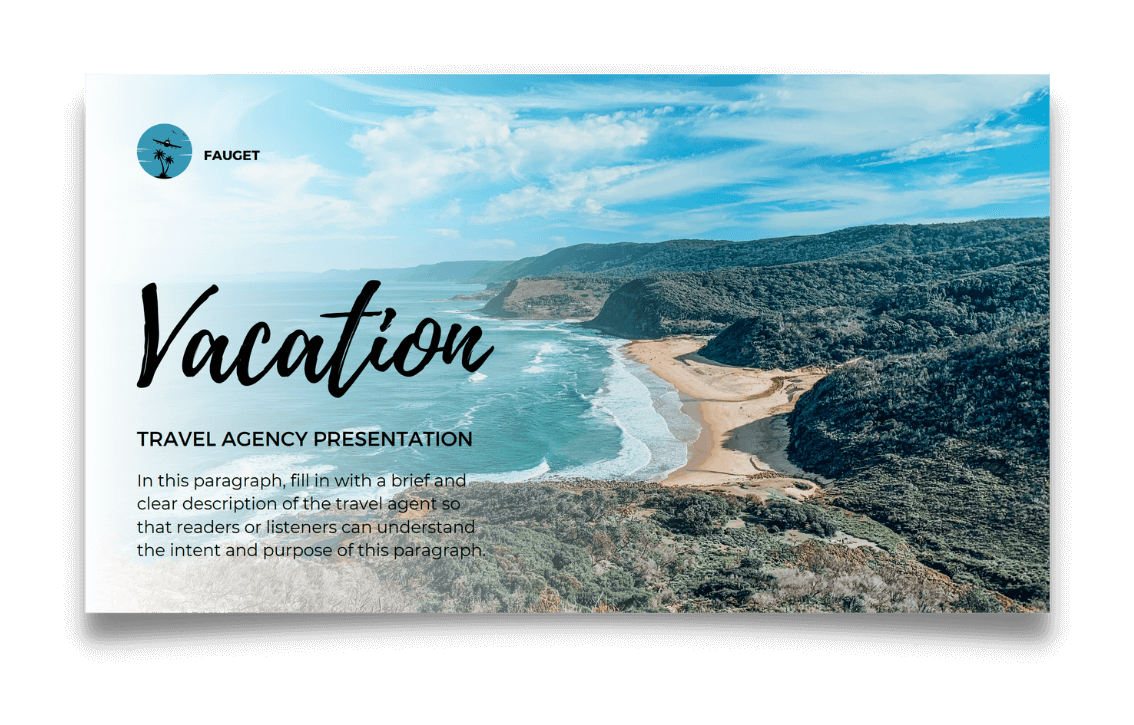 FAUGET
Vacation
TRAVEL AGENCY PRESENTATION
In this paragraph, fill in with a brief and
clear description of the travel agent so
that readers or listeners can understand
the intent and purpose of this paragraph.